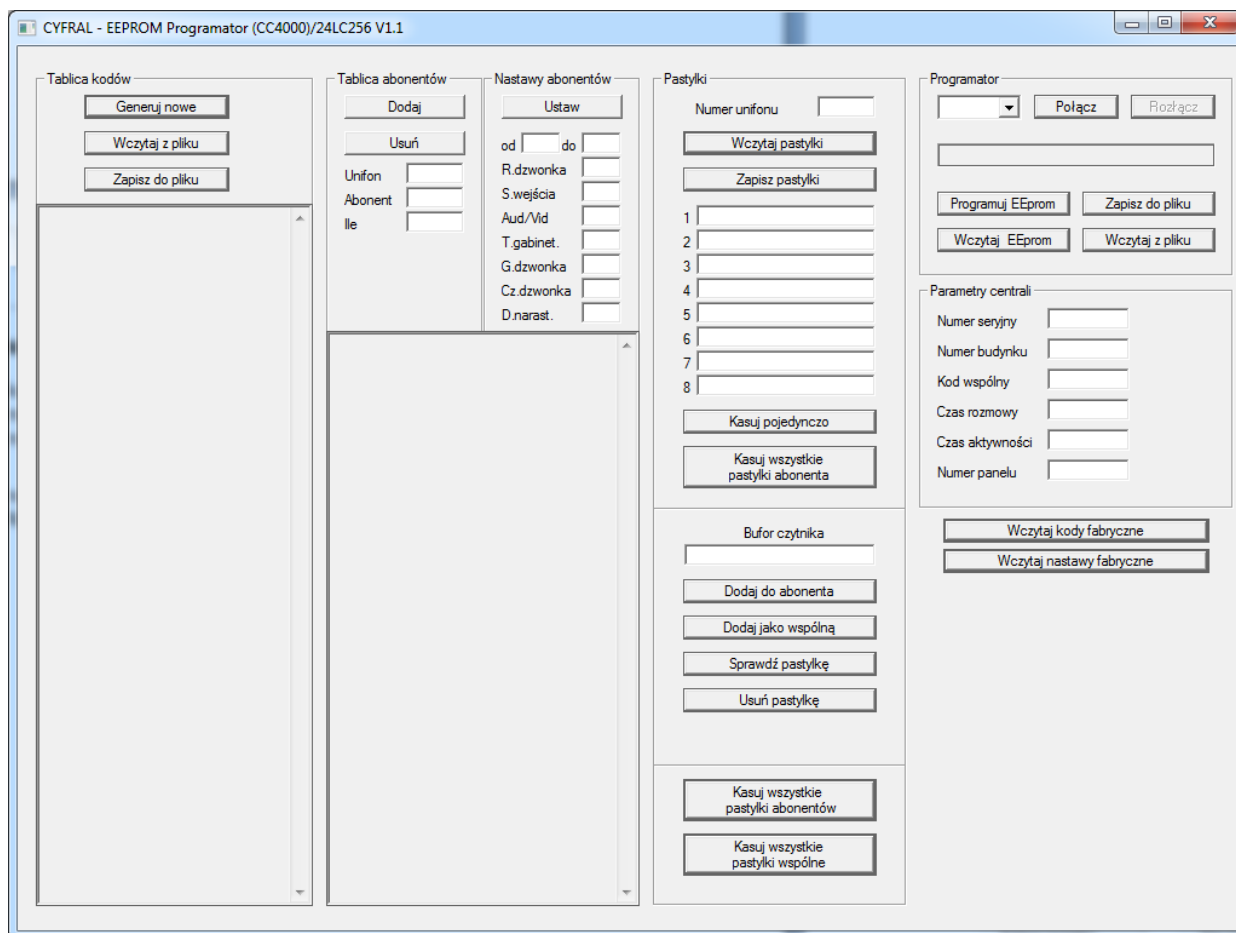 CYFRAL - EEPROM Programator (CC4000)/24LC256 V1.1
Tablica kodów
Generuj nowe
Wczytaj z pliku
Zapisz do pliku
Tablica abonentów
Dodaj
Usuń
Unifon
Abonent
Ile
Nastawy abonentów
Ustaw
od do
R.dzwonka
S.wejścia
Aud/Vid
T.gabinet.
G.dzwonka
Cz.dzwonka
D.narast.
Pastylki
Numer unifonu
Wczytaj pastylki
Zapisz pastylki
1
2
3
4
5
6
7
8
Kasuj pojedynczo
Kasuj wszystkie
pastylki abonenta
Bufor czytnika
Dodaj do abonenta
Dodaj jako wspólną
Sprawdź pastylkę
Usuń pastylkę
Kasuj wszystkie
pastylki abonentów
Kasuj wszystkie
pastylki wspólne
Programator
Połącz Rozłącz
Programuj EEprom Zapisz do pliku
Wczytaj EEprom Wczytaj z pliku
Parametry centrali
Numer seryjny
Numer budynku
Kod wspólny
Czas rozmowy
Czas aktywności
Numer panelu
Wczytaj kody fabryczne
Wczytaj nastawy fabryczne